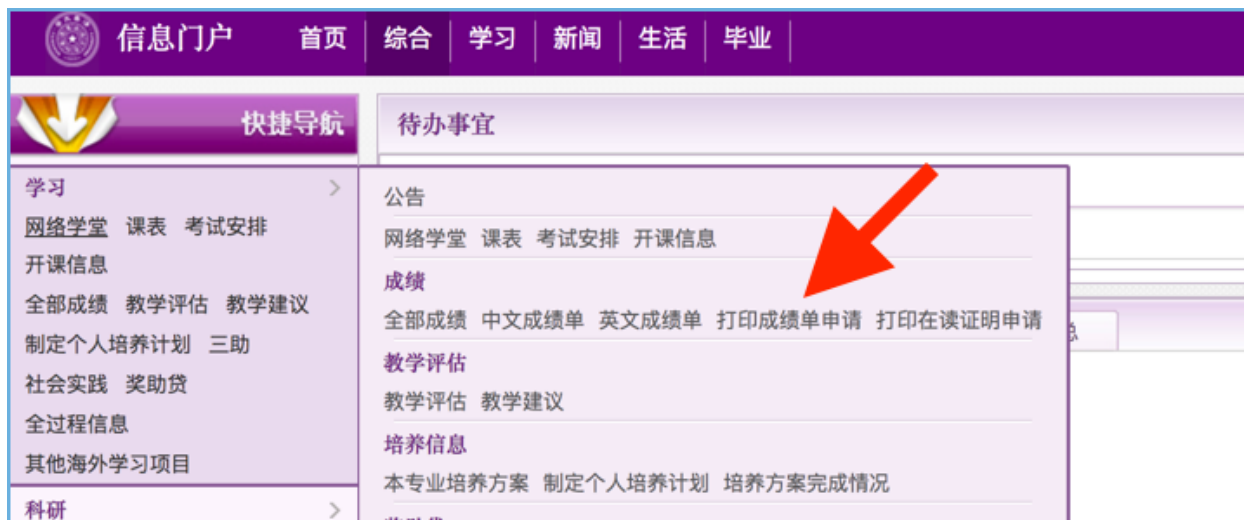 信息门户 首页 综合 学习 新闻 生活 毕业
快捷导航
待办事宜
学习
网络学堂 课表 考试安排
开课信息
全部成绩 教学评估 教学建议
制定个人培养计划 三助
社会实践 奖助贷
全过程信息
其他海外学习项目
科研
公告
网络学堂 课表 考试安排 开课信息
成绩
全部成绩 中文成绩单 英文成绩单 打印成绩单申请 打印在读证明申请
教学评估
教学评估 教学建议
培养信息
本专业培养方案 制定个人培养计划 培养方案完成情况